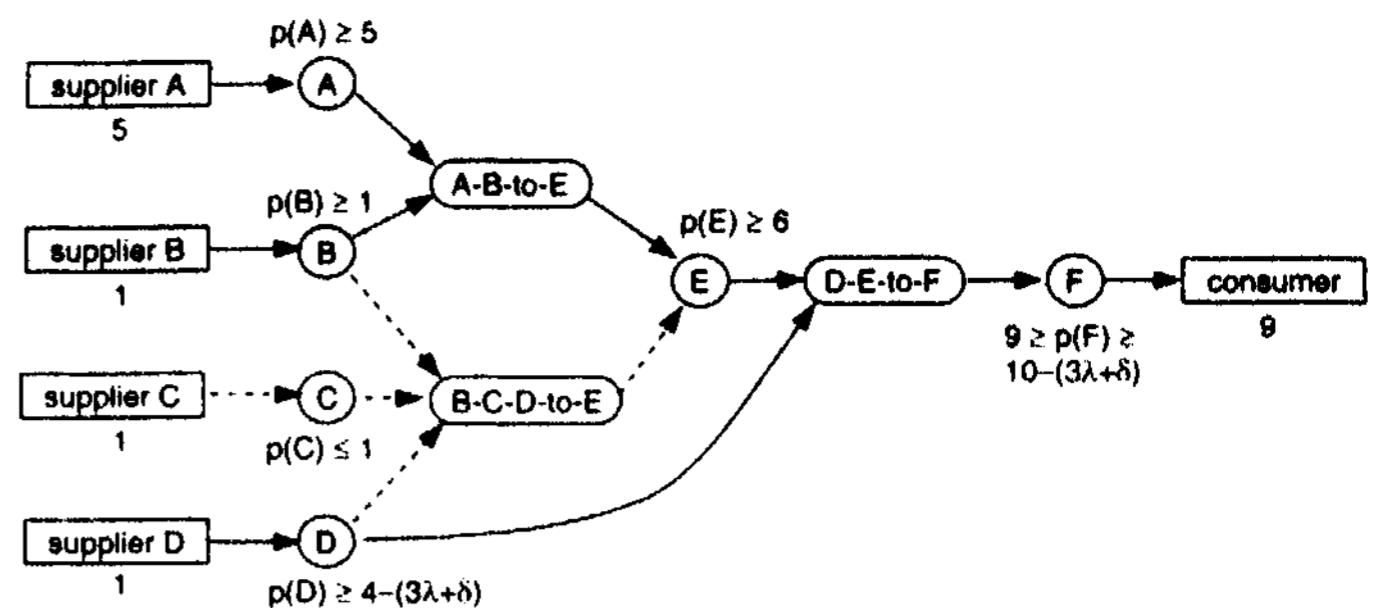 p(A) ≥ 5
supplier A
A
5
A-B-to-E
p(B) ≥ 1
supplier B
B
1
p(E) ≥ 6
E
D-E-to-F
F
consumer
9
9 ≥ p(F) ≥
10–(3λ+δ)
supplier C
C
B-C-D-to-E
1
p(C) ≤ 1
supplier D
D
1
p(D) ≥ 4–(3λ+δ)